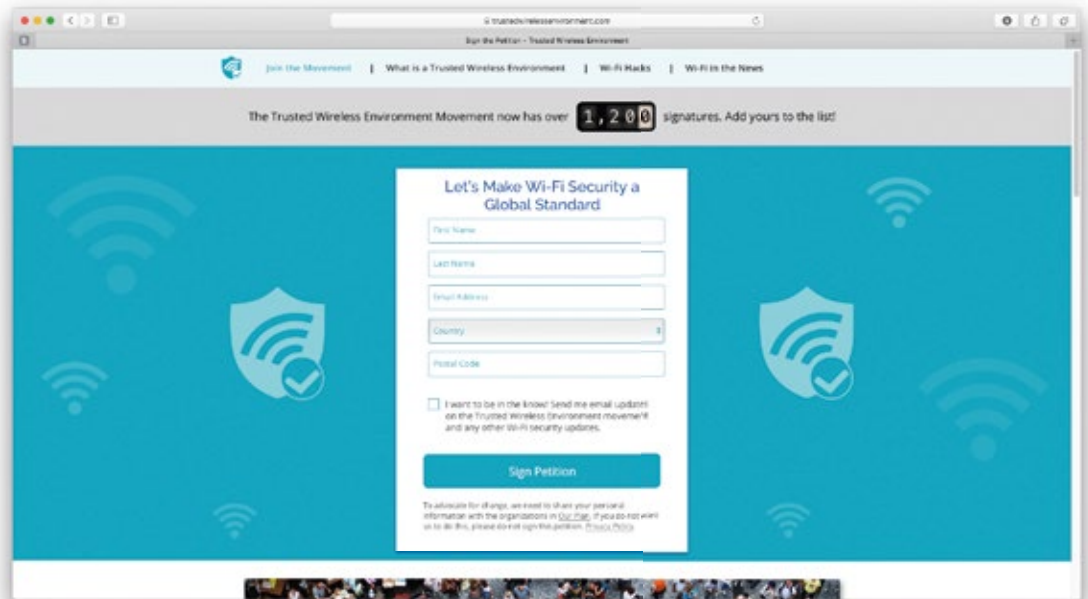 trustedwirelessenvironment.com
Sign the Petition – Trusted Wireless Environment
Join the Movement | What is a Trusted Wireless Environment | Wi-Fi Hacks | Wi-Fi in the News
The Trusted Wireless Environment Movement now has over 1,200 signatures. Add yours to the list!
Let's Make Wi-Fi Security a
Global Standard
First Name
Last Name
Email Address
Country
Postal Code
I want to be in the know! Send me email updates
on the Trusted Wireless Environment movement
and any other Wi-Fi security updates.
Sign Petition
To advocate for change, we need to share your personal
information with the organizations in Our Plan. If you do not want
us to do this, please do not sign this petition. Privacy Policy